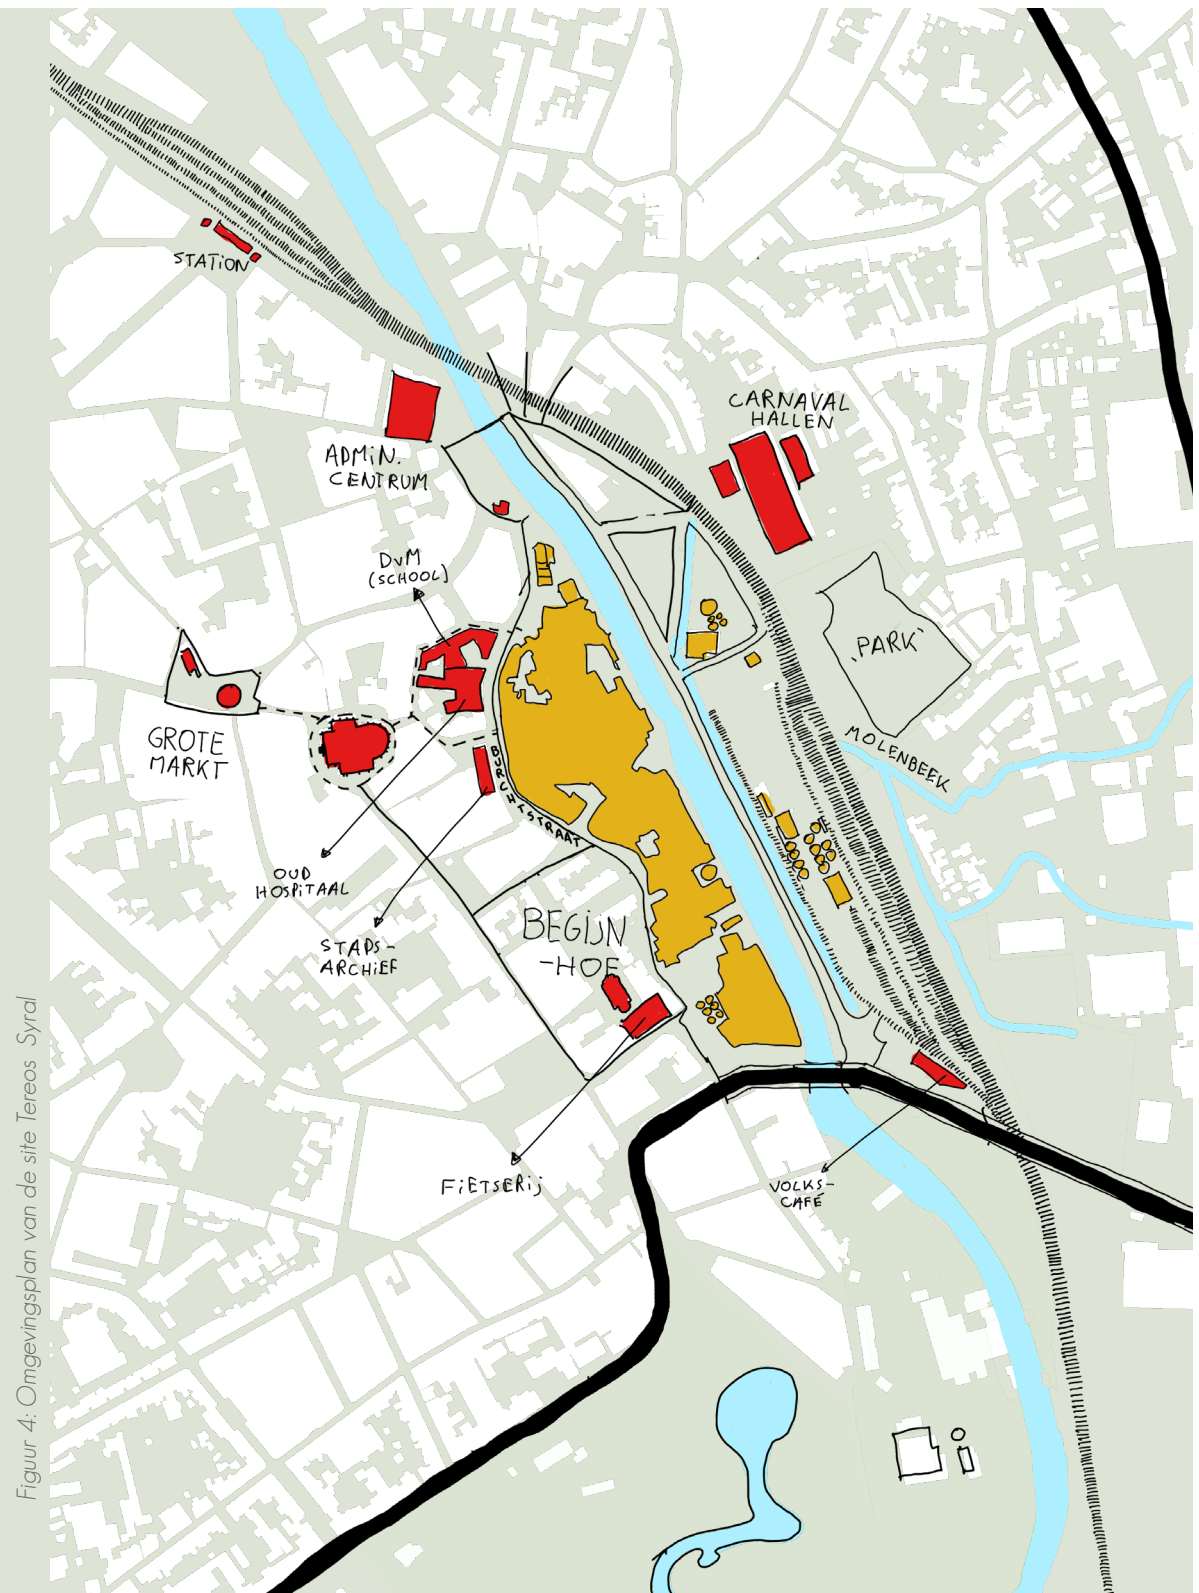 STATION
CARNAVAL
HALLEN
ADMIN.
CENTRUM
DvM
(SCHOOL)
PARK
GROTE
MARKT
MOLENBEEK
BURCHTSTRAAT
OUD
HOSPITAAL
BEGIJN
-HOF
STADS-
ARCHIEF
FIETSERIJ
VOLKS-
CAFÉ
Figuur 4: Omgevingsplan van de site Tereos Syral